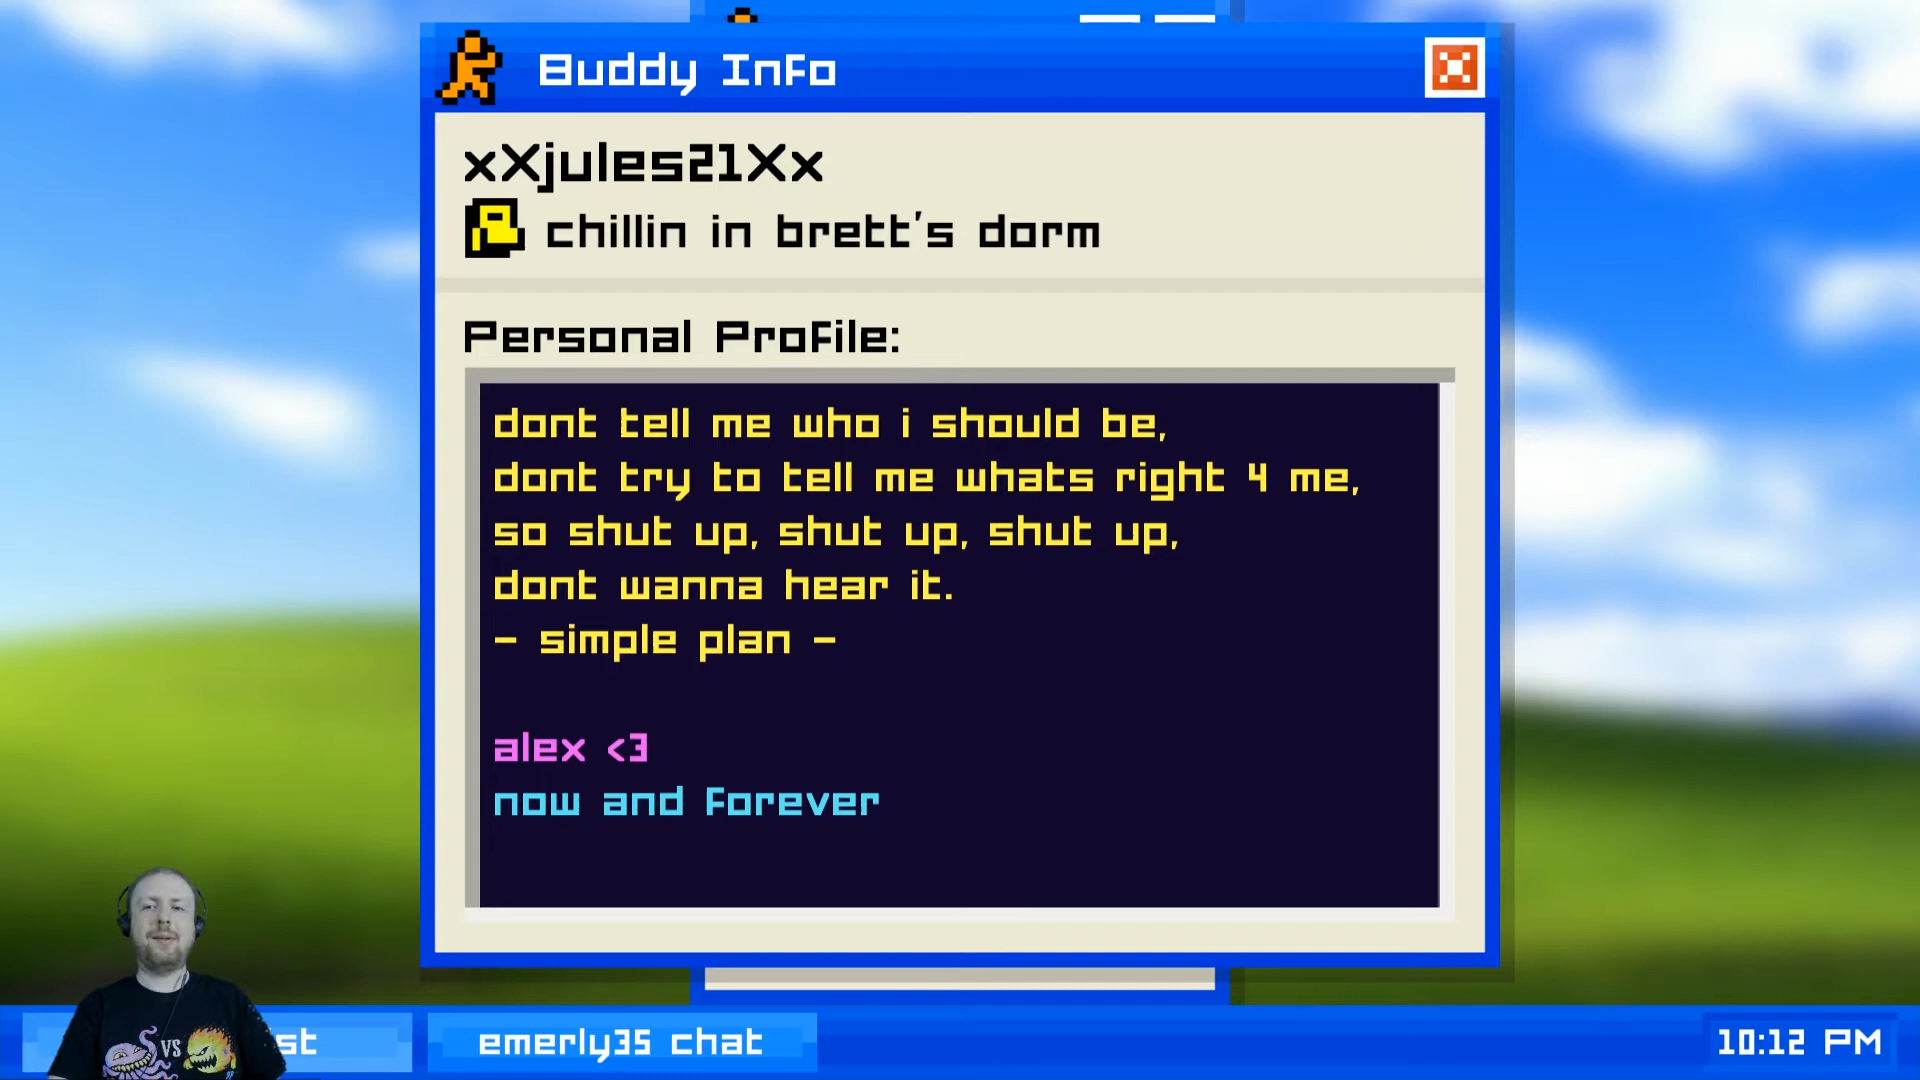 Buddy Info
xXjules21Xx
chillin in brett's dorm
Personal Profile:
dont tell me who i should be,
dont try to tell me whats right 4 me,
so shut up, shut up, shut up,
dont wanna hear it.
- simple plan -
alex <3
now and forever
VS
st
emerly35 chat
10:12 PM